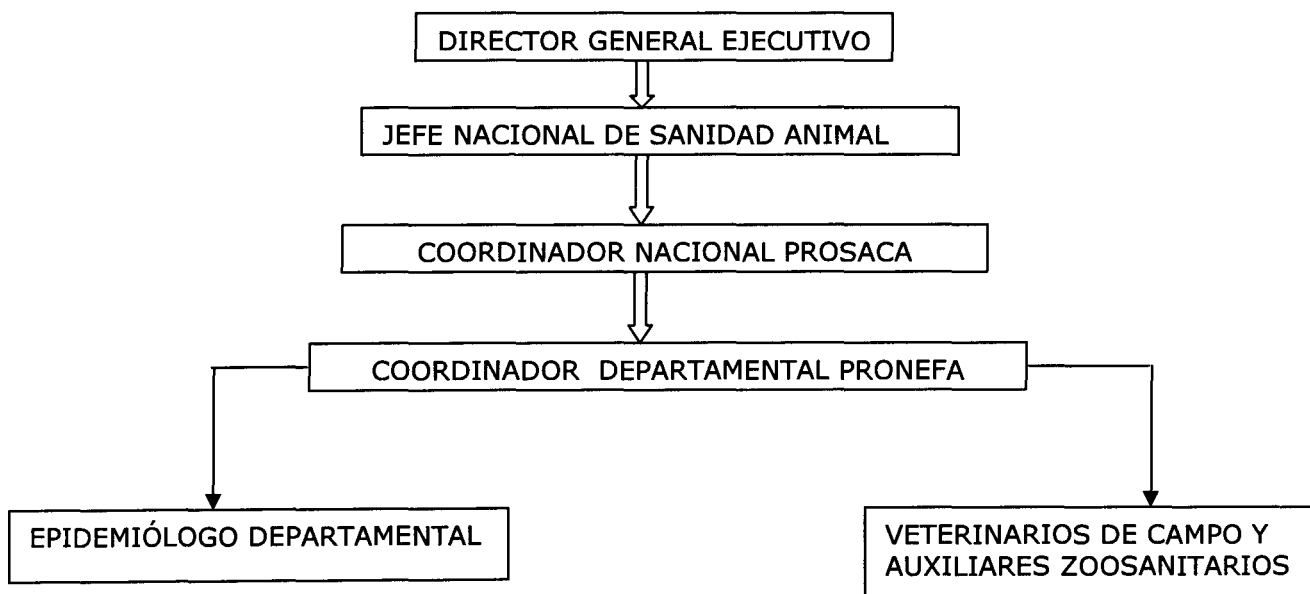 DIRECTOR GENERAL EJECUTIVO
JEFE NACIONAL DE SANIDAD ANIMAL
COORDINADOR NACIONAL PROSACA
COORDINADOR DEPARTAMENTAL PRONEFA
EPIDEMIÓLOGO DEPARTAMENTAL
VETERINARIOS DE CAMPO Y
AUXILIARES ZOOSANITARIOS